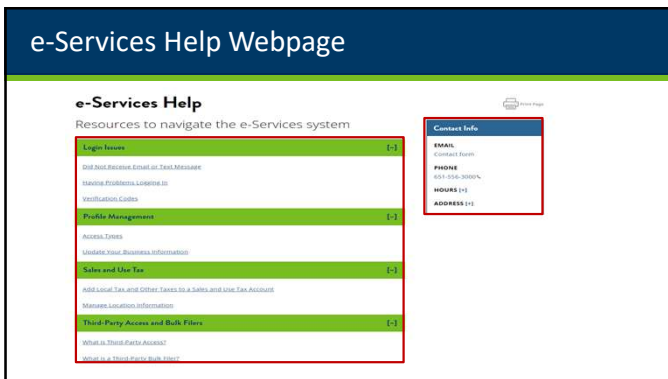 e-Services Help Webpage
e-Services Help
Print Page
Resources to navigate the e-Services system
Login Issues [-]
Did Not Receive Email or Text Message
Having Problems Logging In
Verification Codes
Profile Management [-]
Access Types
Update Your Business Information
Sales and Use Tax [-]
Add Local Tax and Other Taxes to a Sales and Use Tax Account
Manage Location Information
Third-Party Access and Bulk Filers [-]
What is Third-Party Access?
What is a Third-Party Bulk Filer?
Contact Info
EMAIL
Contact form
PHONE
651-556-3000
HOURS [+]
ADDRESS [+]